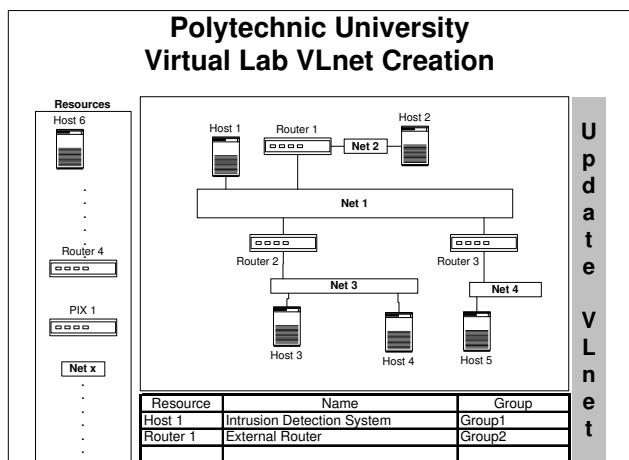 Polytechnic University
Virtual Lab VLnet Creation
Resources
Host 6
Router 4
PIX 1
Net x
Host 1
Router 1
Host 2
Net 2
Net 1
Router 2
Router 3
Net 3
Net 4
Host 3
Host 4
Host 5
Update VLnet
Resource Name Group
Host 1 Intrusion Detection System Group1
Router 1 External Router Group2